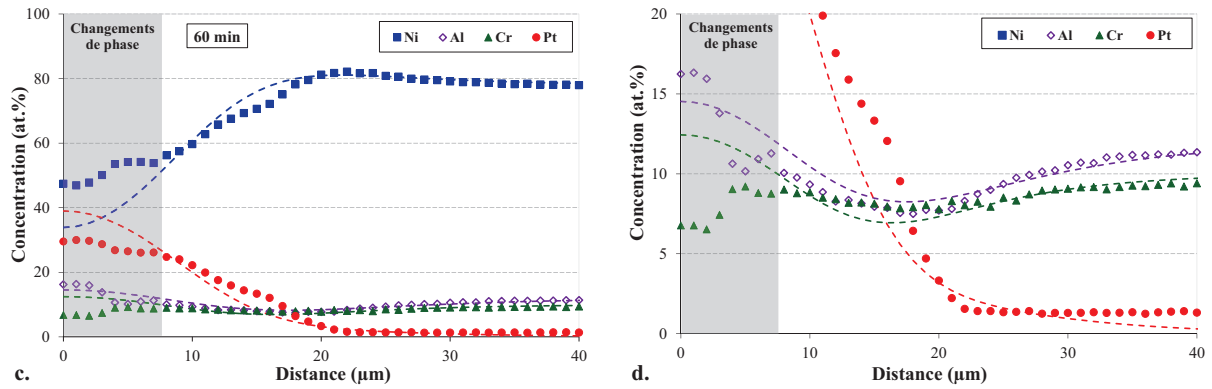 Changements
de phase
60 min
Ni Al Cr Pt
Concentration (at.%)
100
80
60
40
20
0
0 10 20 30 40
Distance (µm)
c.
Changements
de phase
Ni Al Cr Pt
Concentration (at.%)
20
15
10
5
0
0 10 20 30 40
Distance (µm)
d.